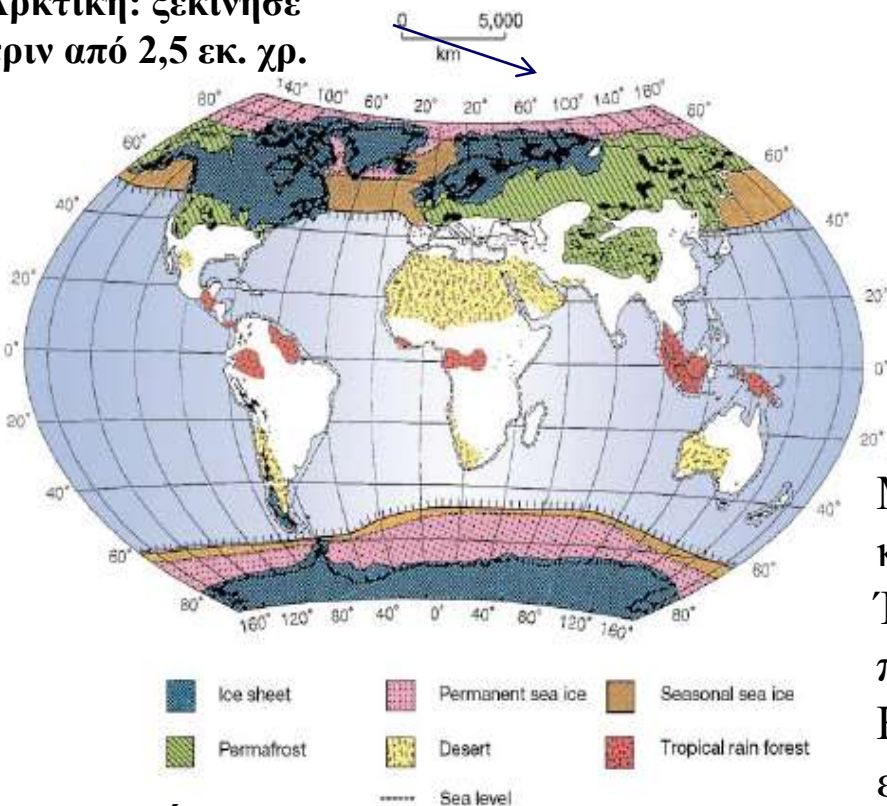 Αρκτική: ξεκίνησε
πριν από 2,5 εκ. χρ.
0 5,000
km
80° 140° 100° 60° 20° 20° 60° 100° 140° 160° 80°
60° 60°
40° 40°
20° 20°
0° 0°
20° 20°
40° 40°
60° 60°
80° 160° 120° 80° 40° 0° 40° 80° 120° 160° 80°
Ice sheet Permanent sea ice Seasonal sea ice
Permafrost Desert Tropical rain forest
Sea level